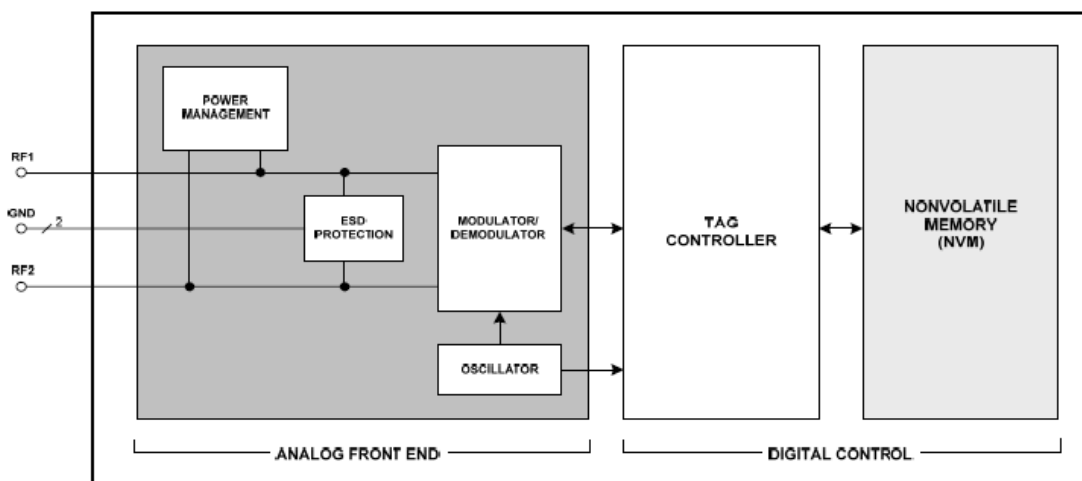 POWER
MANAGEMENT
RF1
GND
2
RF2
ESD
PROTECTION
MODULATOR/
DEMODULATOR
OSCILLATOR
TAG
CONTROLLER
NONVOLATILE
MEMORY
(NVM)
ANALOG FRONT END
DIGITAL CONTROL